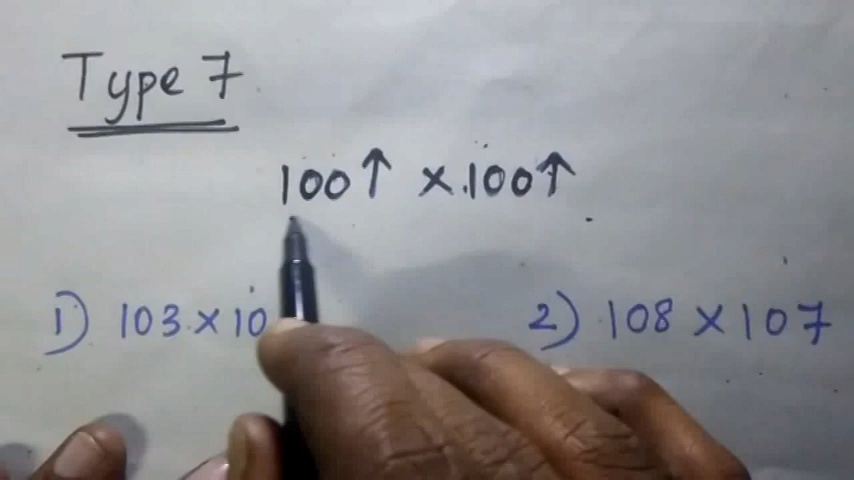 Type 7
100↑ × 100↑
1) 103 × 10
2) 108 × 107